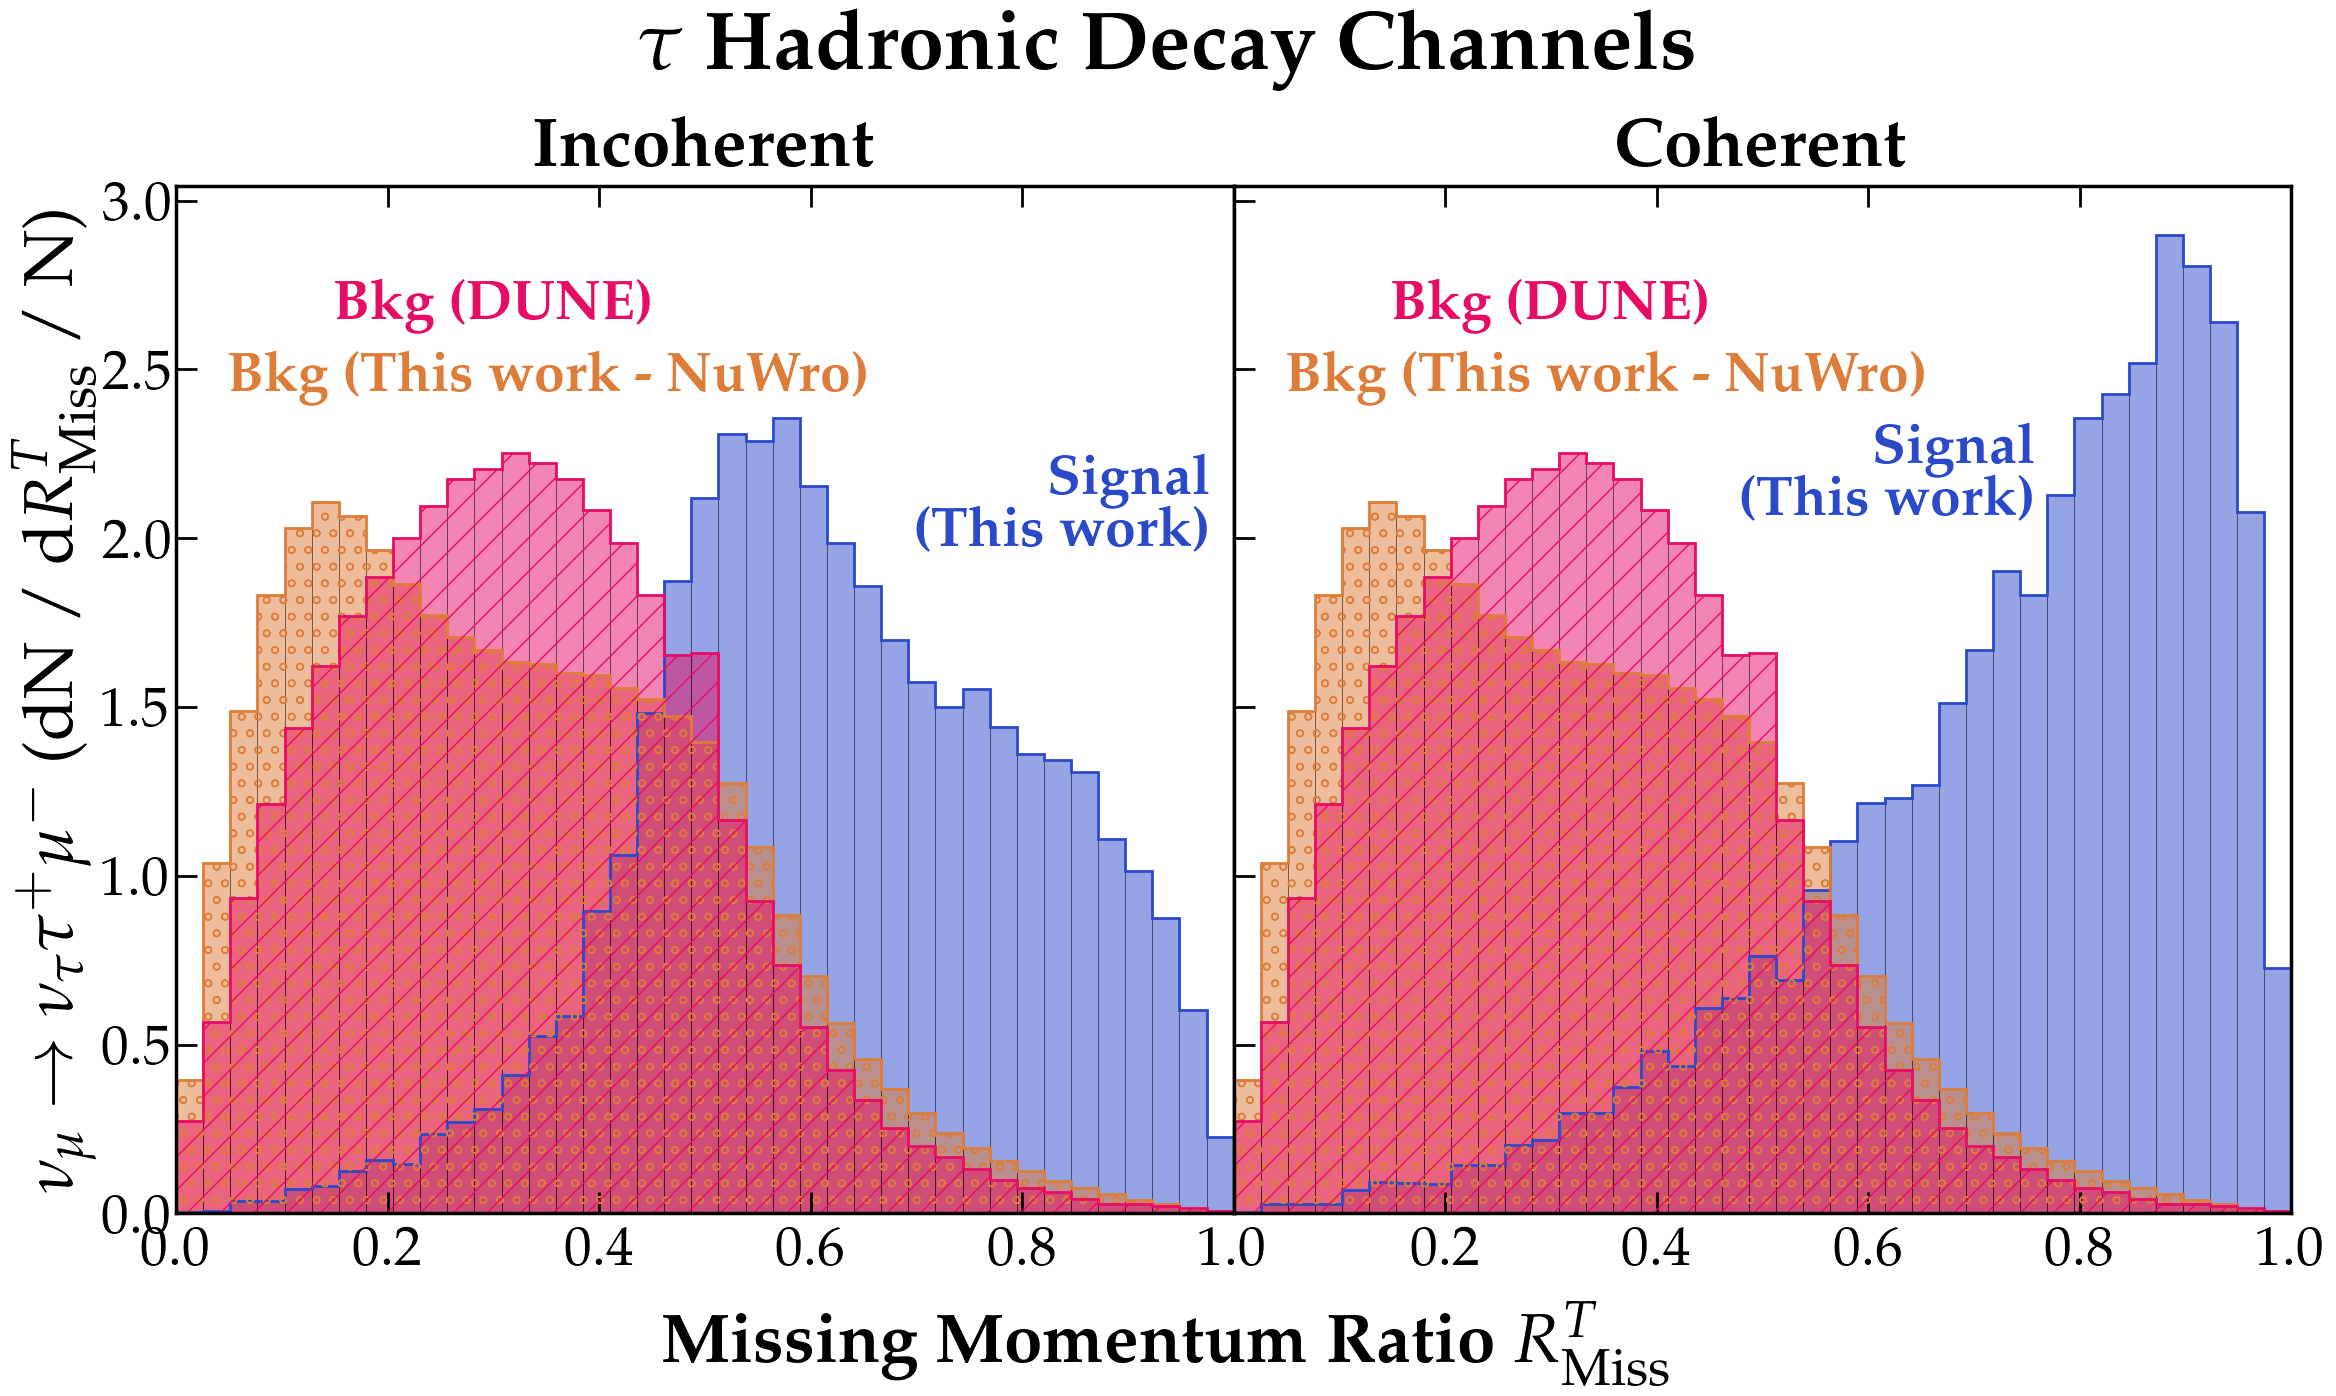 τ Hadronic Decay Channels
Incoherent
Coherent
ν_μ → ν_τ τ⁺ μ⁻ (dN / dR^T_Miss / N)
3.0
2.5
2.0
1.5
1.0
0.5
0.0
Bkg (DUNE)
Bkg (This work - NuWro)
Signal
(This work)
Bkg (DUNE)
Bkg (This work - NuWro)
Signal
(This work)
0.0 0.2 0.4 0.6 0.8 1.0 0.2 0.4 0.6 0.8 1.0
Missing Momentum Ratio R^T_Miss